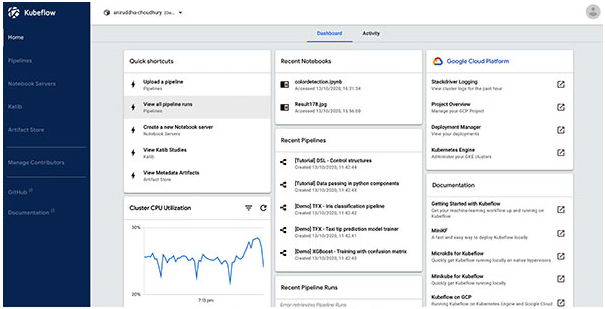 Kubeflow
aniruddha-choudhury (Ow...
Home
Pipelines
Notebook Servers
Katib
Artifact Store
Manage Contributors
GitHub
Documentation
Dashboard
Activity
Quick shortcuts
Upload a pipeline
Pipelines
View all pipeline runs
Pipelines
Create a new Notebook server
Notebook Servers
View Katib Studies
Katib
View Metadata Artifacts
Artifact Store
Cluster CPU Utilization
30%
20%
7:13 pm
Recent Notebooks
colordetection.ipynb
Accessed 13/10/2020, 16:31:34
Result178.jpg
Accessed 13/10/2020, 15:56:09
Recent Pipelines
[Tutorial] DSL - Control structures
Created 13/10/2020, 11:42:44
[Tutorial] Data passing in python components
Created 13/10/2020, 11:42:43
[Demo] TFX - Iris classification pipeline
Created 13/10/2020, 11:42:42
[Demo] TFX - Taxi tip prediction model trainer
Created 13/10/2020, 11:42:41
[Demo] XGBoost - Training with confusion matrix
Created 13/10/2020, 11:42:40
Recent Pipeline Runs
Error retrieving Pipeline Runs
Google Cloud Platform
Stackdriver Logging
View cluster logs for the past hour
Project Overview
Manage your GCP Project
Deployment Manager
View your deployments
Kubernetes Engine
Administer your GKE clusters
Documentation
Getting Started with Kubeflow
Get your machine-learning workflow up and running on
Kubeflow
MiniKF
A fast and easy way to deploy Kubeflow locally
Microk8s for Kubeflow
Quickly get Kubeflow running locally on native hypervisors
Minikube for Kubeflow
Quickly get Kubeflow running locally
Kubeflow on GCP
Running Kubeflow on Kubernetes Engine and Google Cloud